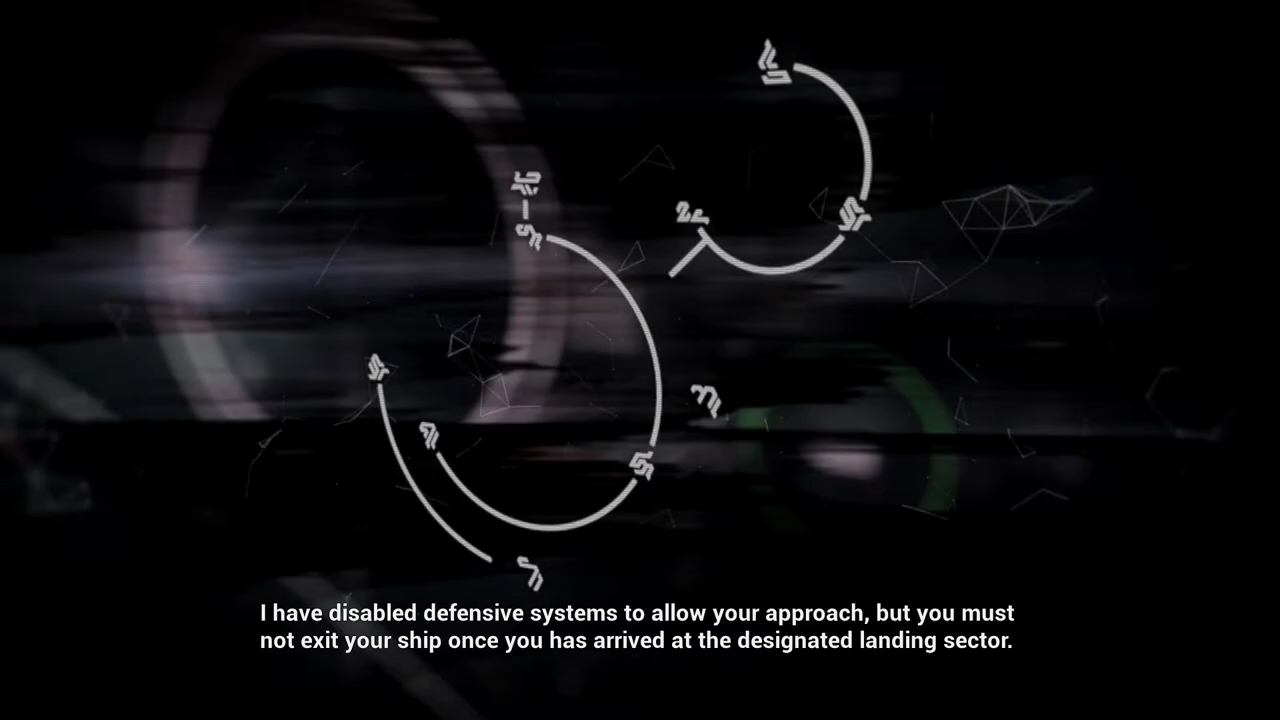 I have disabled defensive systems to allow your approach, but you must
not exit your ship once you has arrived at the designated landing sector.